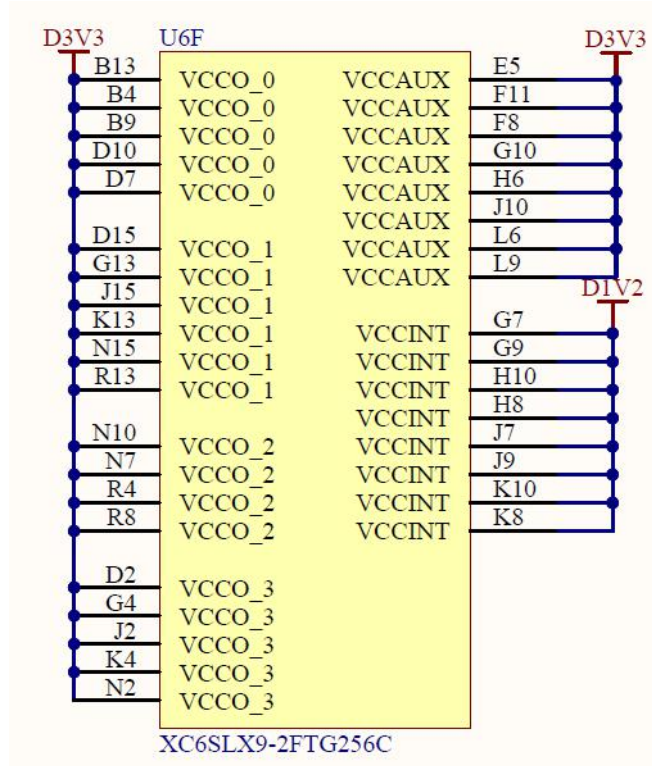 D3V3 U6F D3V3
B13 VCCO_0 VCCAUX E5
B4 VCCO_0 VCCAUX F11
B9 VCCO_0 VCCAUX F8
D10 VCCO_0 VCCAUX G10
D7 VCCO_0 VCCAUX H6
VCCAUX J10
D15 VCCO_1 VCCAUX L6
G13 VCCO_1 VCCAUX L9
J15 VCCO_1 D1V2
K13 VCCO_1 VCCINT G7
N15 VCCO_1 VCCINT G9
R13 VCCO_1 VCCINT H10
VCCINT H8
N10 VCCO_2 VCCINT J7
N7 VCCO_2 VCCINT J9
R4 VCCO_2 VCCINT K10
R8 VCCO_2 VCCINT K8
D2 VCCO_3
G4 VCCO_3
J2 VCCO_3
K4 VCCO_3
N2 VCCO_3
XC6SLX9-2FTG256C